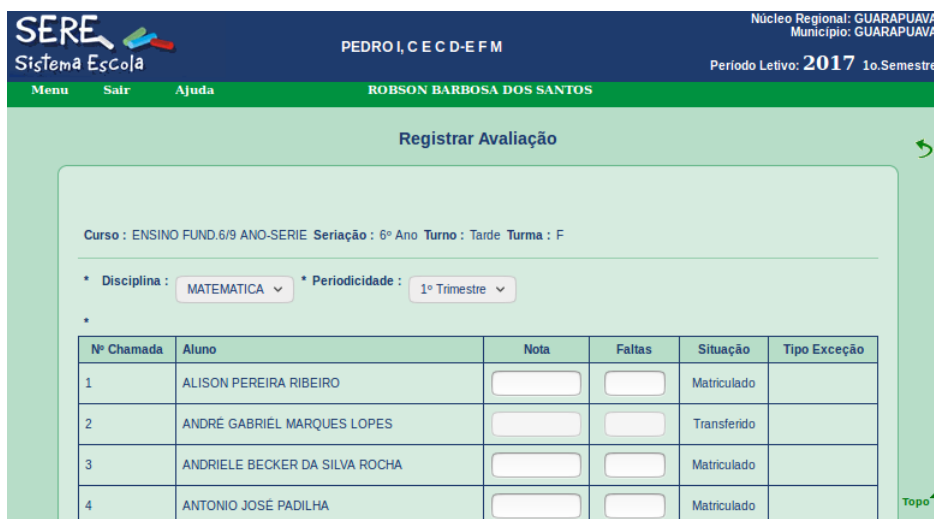 SERE
Sistema Escola
PEDRO I, C E C D-E F M
Núcleo Regional: GUARAPUAVA
Município: GUARAPUAVA
Período Letivo: 2017 1o.Semestre
Menu Sair Ajuda ROBSON BARBOSA DOS SANTOS
Registrar Avaliação
Curso : ENSINO FUND.6/9 ANO-SERIE Seriação : 6º Ano Turno : Tarde Turma : F
* Disciplina : MATEMATICA * Periodicidade : 1º Trimestre
*
Nº Chamada Aluno Nota Faltas Situação Tipo Exceção
1 ALISON PEREIRA RIBEIRO Matriculado
2 ANDRÉ GABRIÉL MARQUES LOPES Transferido
3 ANDRIELE BECKER DA SILVA ROCHA Matriculado
4 ANTONIO JOSÉ PADILHA Matriculado
Topo